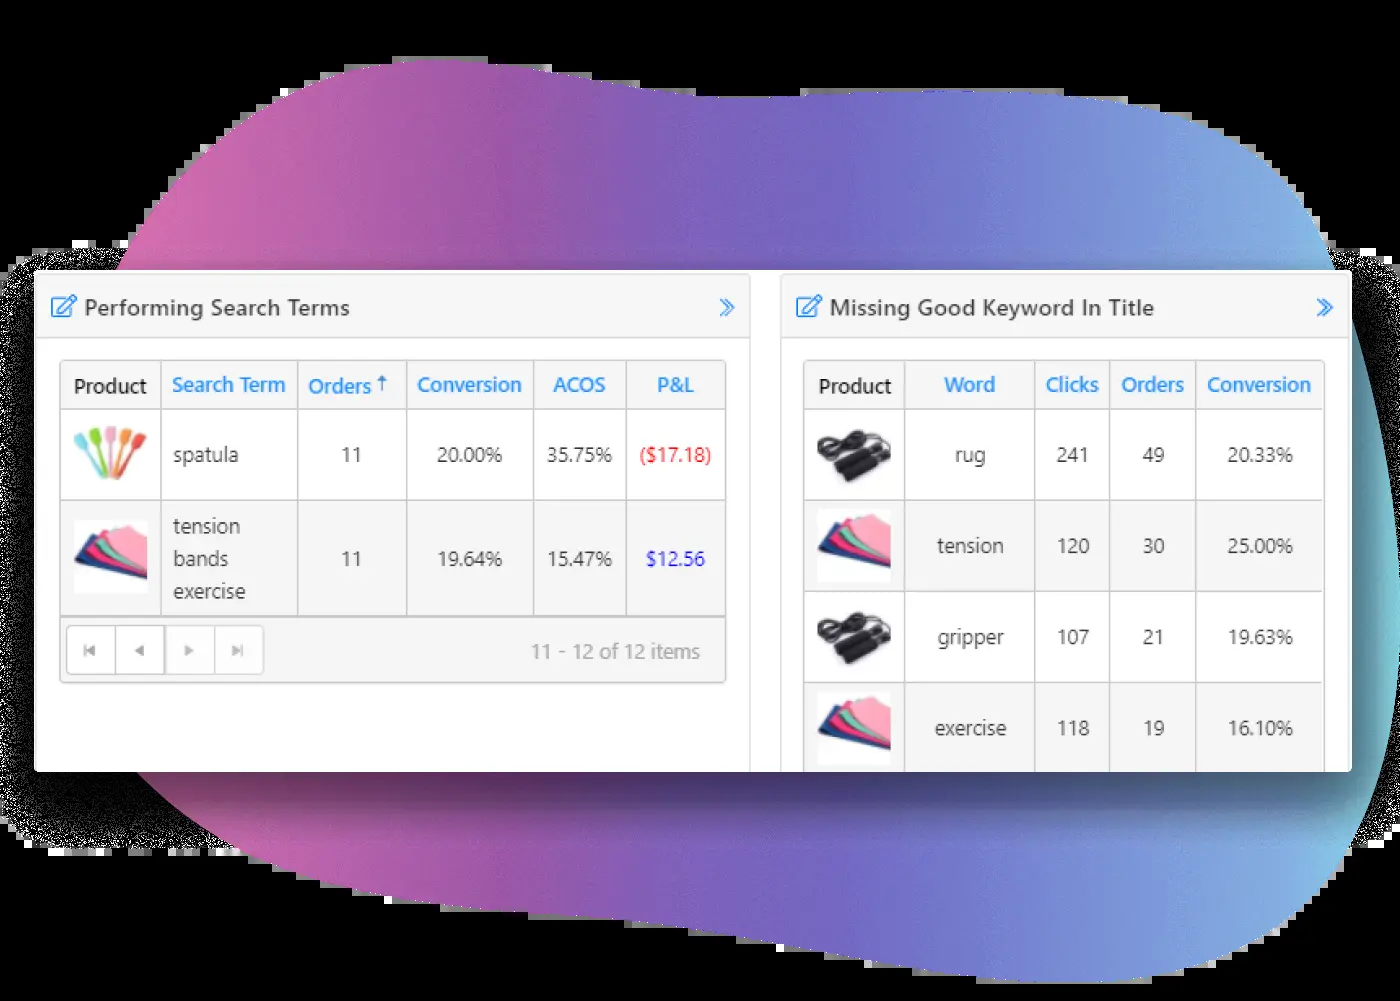 Performing Search Terms
Product Search Term Orders ↑ Conversion ACOS P&L
spatula 11 20.00% 35.75% ($17.18)
tension
bands
exercise
11 19.64% 15.47% $12.56
11 - 12 of 12 items
Missing Good Keyword In Title
Product Word Clicks Orders Conversion
rug 241 49 20.33%
tension 120 30 25.00%
gripper 107 21 19.63%
exercise 118 19 16.10%